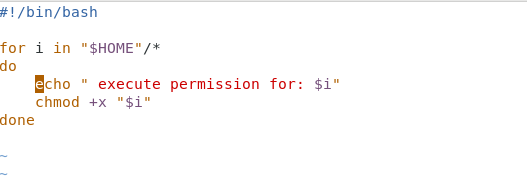 #!/bin/bash

for i in "$HOME"/*
do
    echo " execute permission for: $i"
    chmod +x "$i"
done

~
~